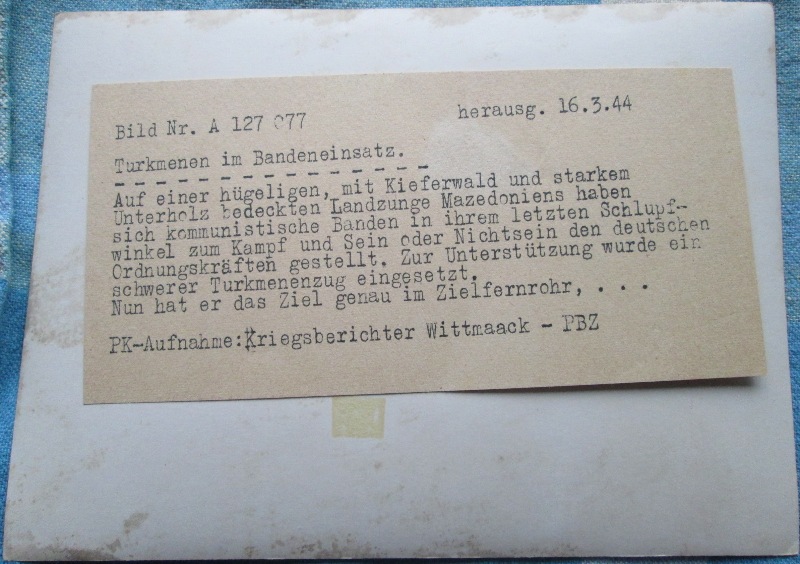 Bild Nr. A 127 077
herausg. 16.3.44
Turkmenen im Bandeneinsatz.
Auf einer hügeligen, mit Kieferwald und starkem
Unterholz bedeckten Landzunge Mazedoniens haben
sich kommunistische Banden in ihrem letzten Schlupf-
winkel zum Kampf und Sein oder Nichtsein den deutschen
Ordnungskräften gestellt. Zur Unterstützung wurde ein
schwerer Turkmenenzug eingesetzt.
Nun hat er das Ziel genau im Zielfernrohr, . . .
PK-Aufnahme:Kriegsberichter Wittmaack - PBZ